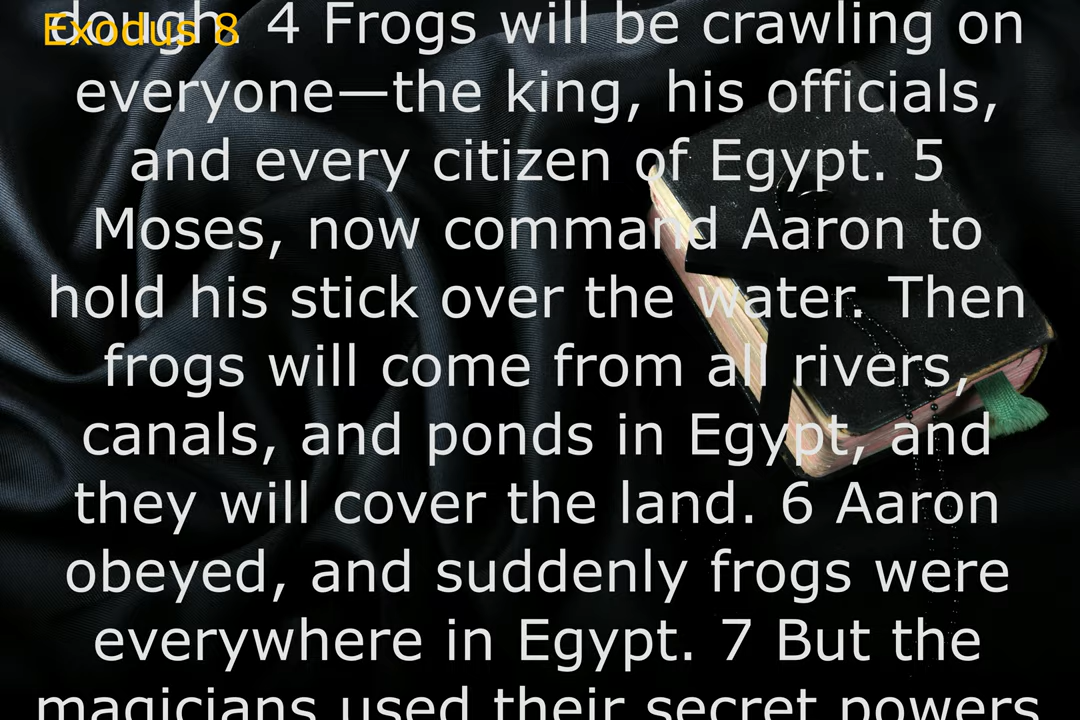 Exodus 8
dough. 4 Frogs will be crawling on
everyone—the king, his officials,
and every citizen of Egypt. 5
Moses, now command Aaron to
hold his stick over the water. Then
frogs will come from all rivers,
canals, and ponds in Egypt, and
they will cover the land. 6 Aaron
obeyed, and suddenly frogs were
everywhere in Egypt. 7 But the
magicians used their secret powers